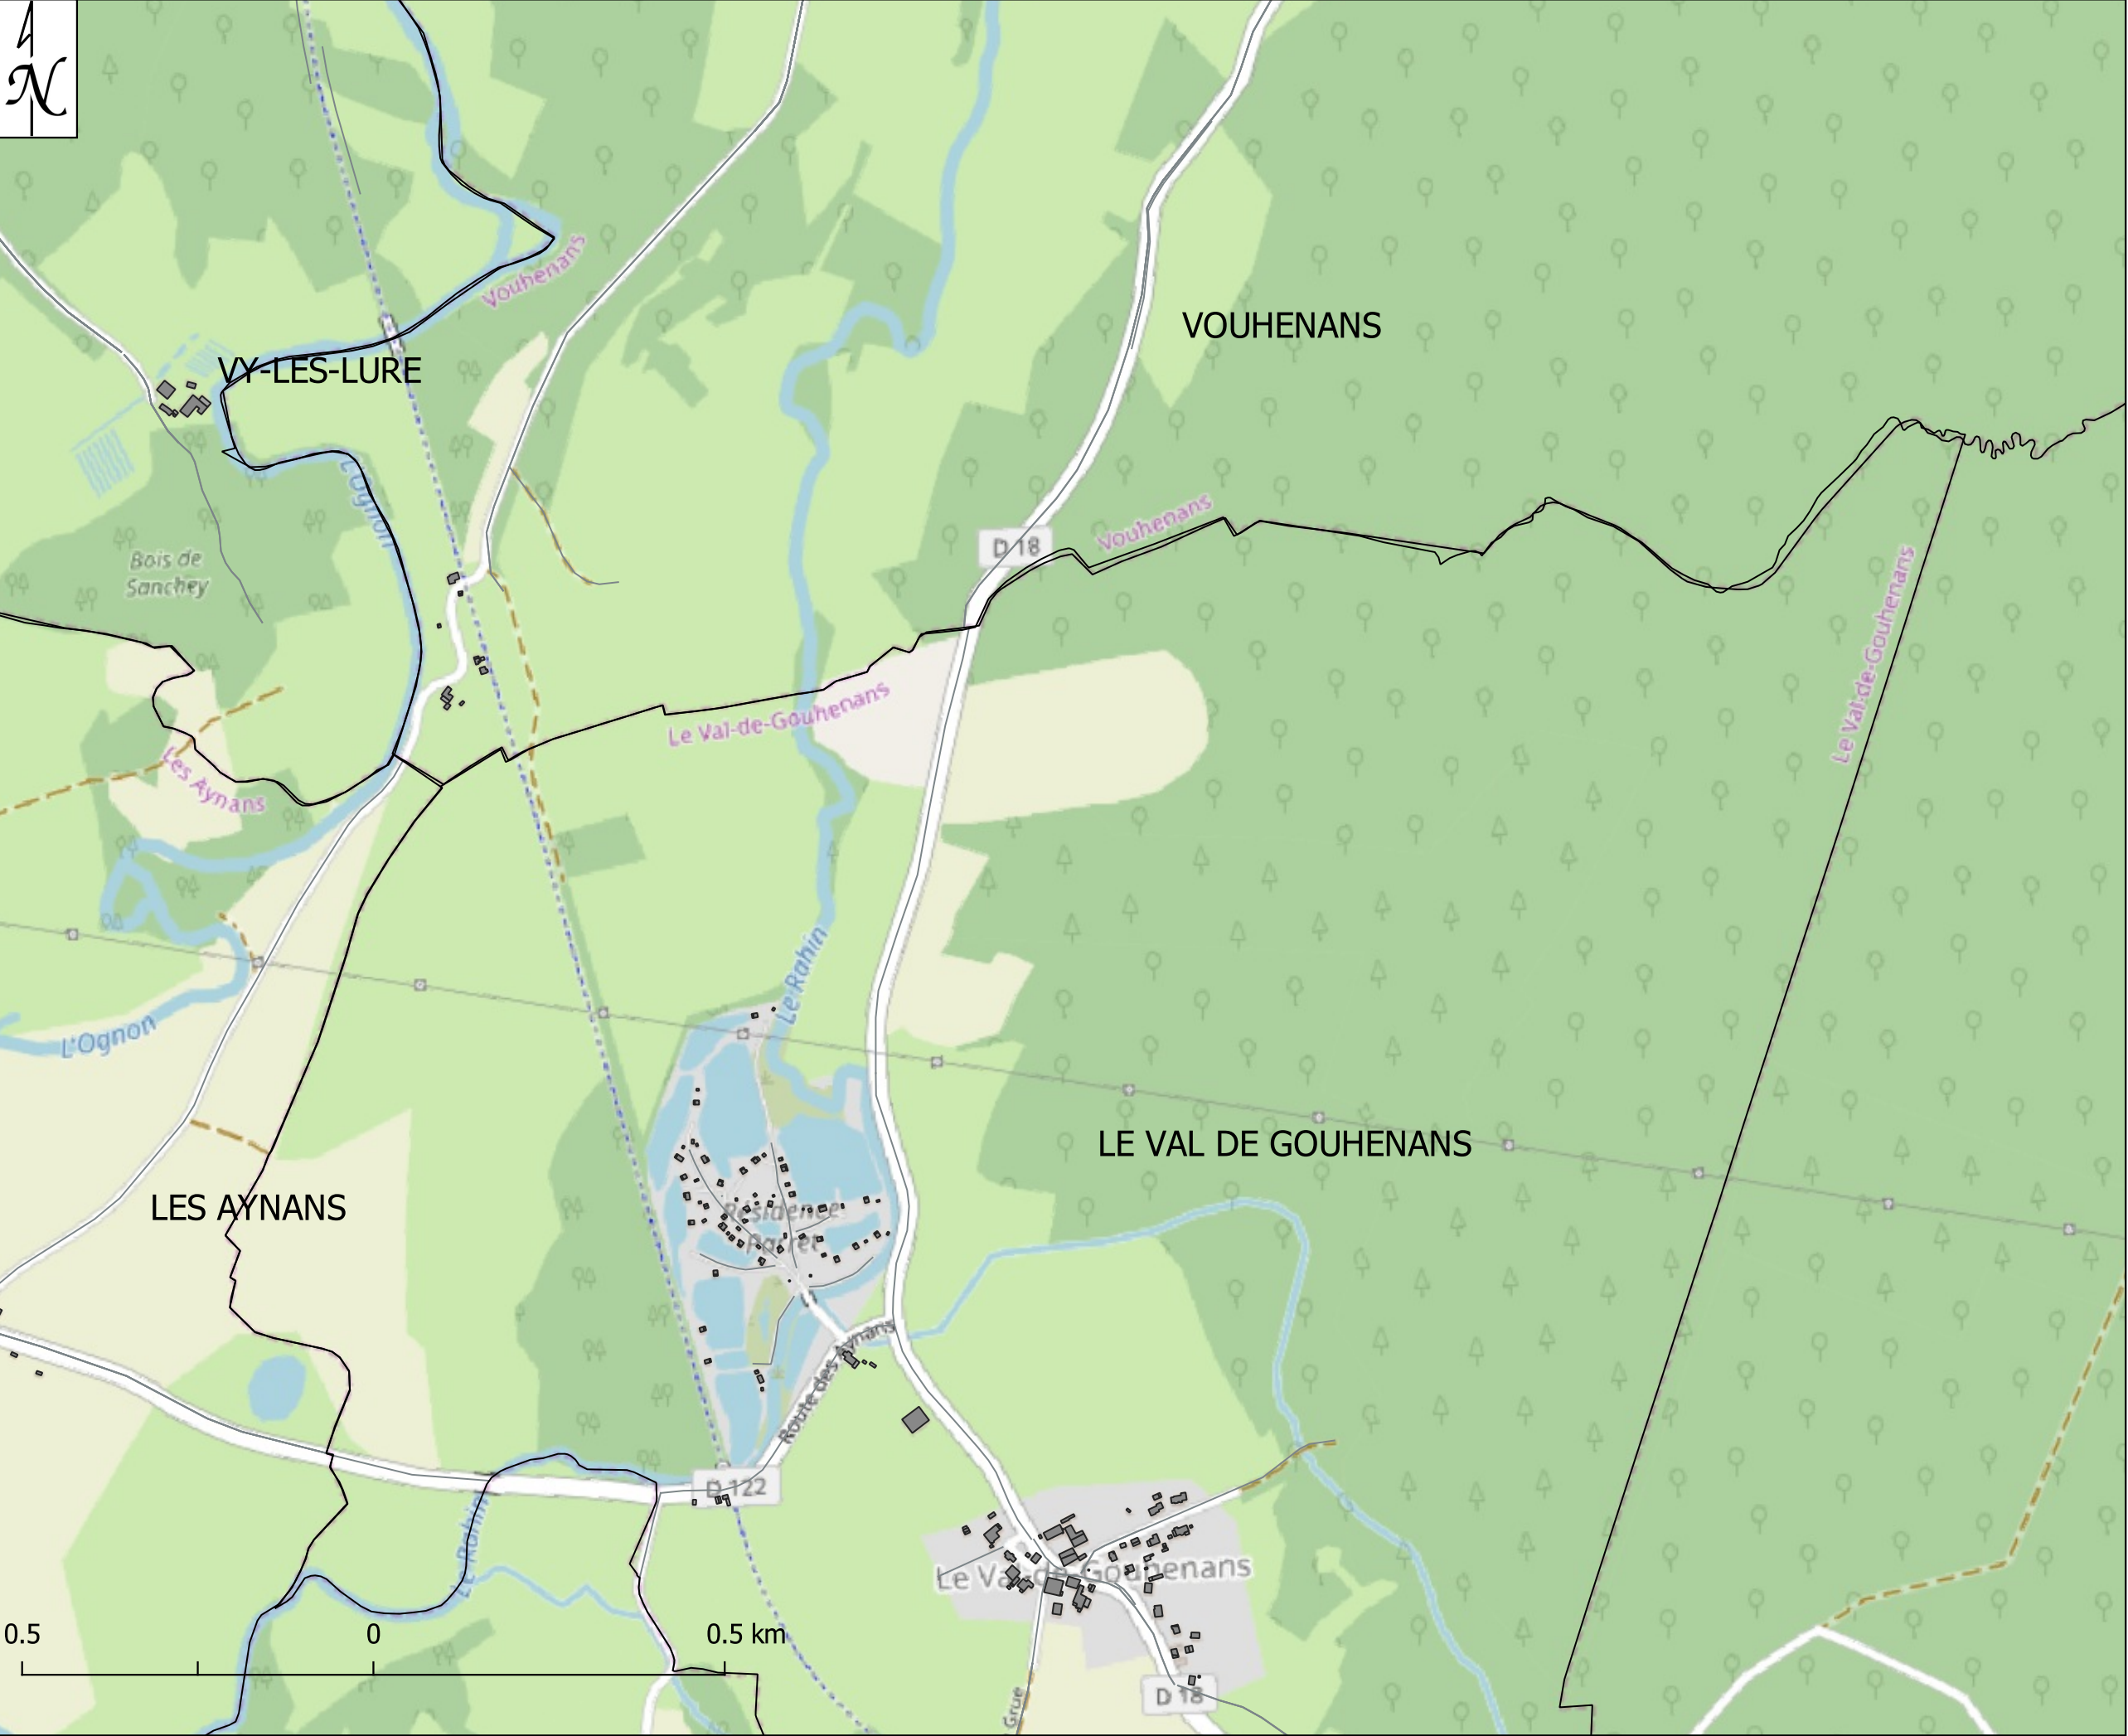 N
Vouhenans
VOUHENANS
VY-LES-LURE
L'Ognon
Vouhenans
D 18
Bois de
Sanchey
Le Val-de-Gouhenans
Le Val-de-Gouhenans
Les Aynans
Le Rahin
L'Ognon
LE VAL DE GOUHENANS
LES AYNANS
Résidence
Parret
Route des Aynans
D 122
Le Rahin
Le Val-de-Gouhenans
0.5 0 0.5 km
D 18
Grue